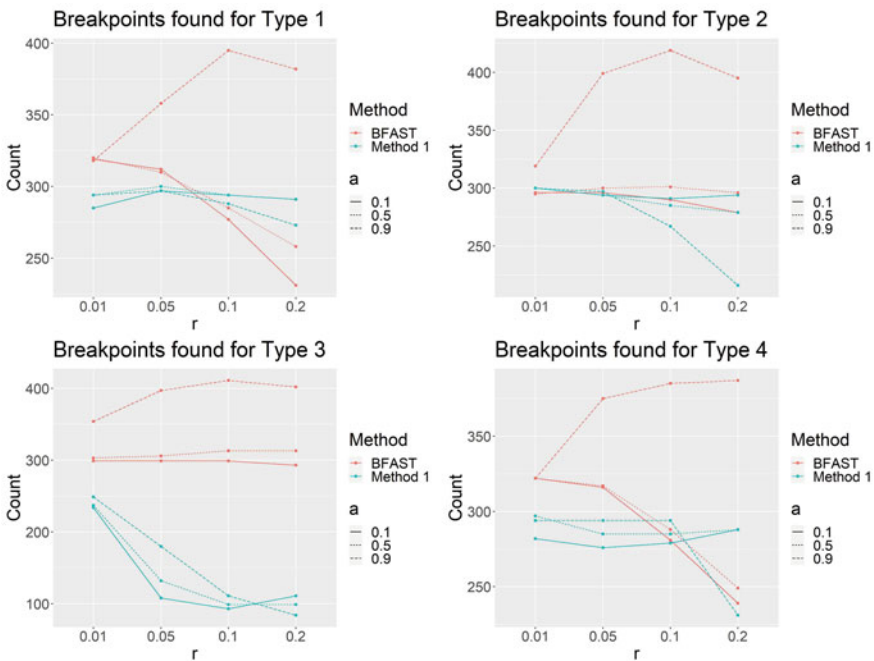 Breakpoints found for Type 1
Count
400
350
300
250
0.01 0.05 0.1 0.2
r
Method
BFAST
Method 1
a
0.1
0.5
0.9
Breakpoints found for Type 2
Count
400
350
300
250
0.01 0.05 0.1 0.2
r
Method
BFAST
Method 1
a
0.1
0.5
0.9
Breakpoints found for Type 3
Count
400
300
200
100
0.01 0.05 0.1 0.2
r
Method
BFAST
Method 1
a
0.1
0.5
0.9
Breakpoints found for Type 4
Count
350
300
250
0.01 0.05 0.1 0.2
r
Method
BFAST
Method 1
a
0.1
0.5
0.9